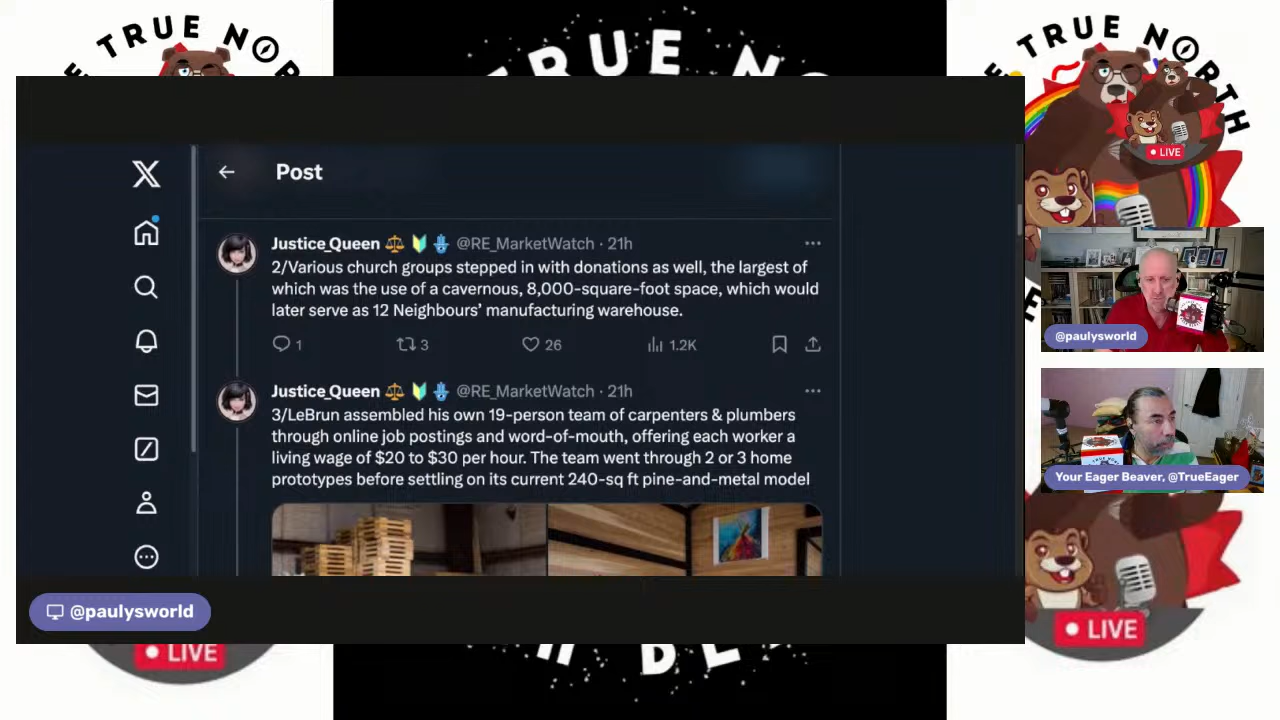 TRUE NO
TRUE NO
TRUE NORTH
LIVE
Post
Justice_Queen @RE_MarketWatch · 21h
2/Various church groups stepped in with donations as well, the largest of
which was the use of a cavernous, 8,000-square-foot space, which would
later serve as 12 Neighbours’ manufacturing warehouse.
1 3 26 1.2K
Justice_Queen @RE_MarketWatch · 21h
3/LeBrun assembled his own 19-person team of carpenters & plumbers
through online job postings and word-of-mouth, offering each worker a
living wage of $20 to $30 per hour. The team went through 2 or 3 home
prototypes before settling on its current 240-sq ft pine-and-metal model
@paulysworld
Your Eager Beaver, @TrueEager
@paulysworld
LIVE
LIVE